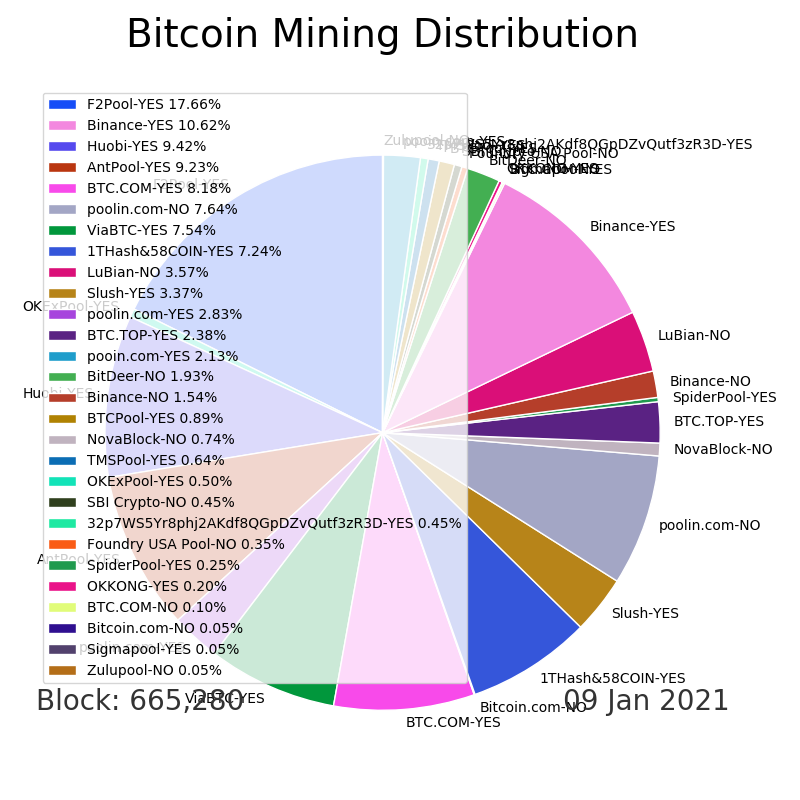 Bitcoin Mining Distribution
F2Pool-YES 17.66%
Binance-YES 10.62%
Huobi-YES 9.42%
AntPool-YES 9.23%
BTC.COM-YES 8.18%
poolin.com-NO 7.64%
ViaBTC-YES 7.54%
1THash&58COIN-YES 7.24%
LuBian-NO 3.57%
Slush-YES 3.37%
poolin.com-YES 2.83%
BTC.TOP-YES 2.38%
pooin.com-YES 2.13%
BitDeer-NO 1.93%
Binance-NO 1.54%
BTCPool-YES 0.89%
NovaBlock-NO 0.74%
TMSPool-YES 0.64%
OKExPool-YES 0.50%
SBI Crypto-NO 0.45%
32p7WS5Yr8phj2AKdf8QGpDZvQutf3zR3D-YES 0.45%
Foundry USA Pool-NO 0.35%
SpiderPool-YES 0.25%
OKKONG-YES 0.20%
BTC.COM-NO 0.10%
Bitcoin.com-NO 0.05%
Sigmapool-YES 0.05%
Zulupool-NO 0.05%
Zulupool-NO
BitDeer-NO
Binance-YES
LuBian-NO
Binance-NO
SpiderPool-YES
BTC.TOP-YES
NovaBlock-NO
poolin.com-NO
Slush-YES
1THash&58COIN-YES
Bitcoin.com-NO
BTC.COM-YES
ViaBTC-YES
AntPool-YES
Huobi-YES
OKExPool-YES
F2Pool-YES
Block: 665,280
09 Jan 2021